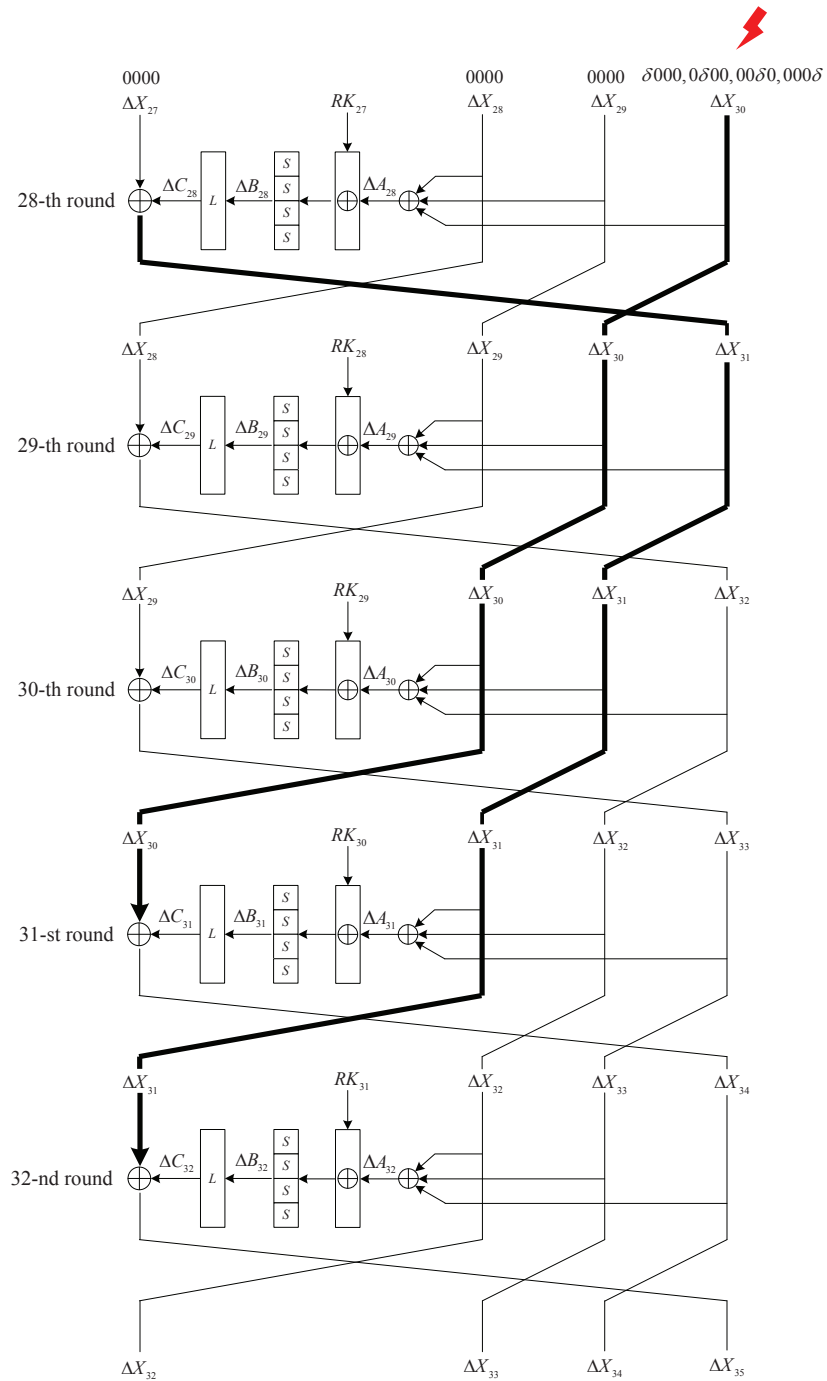 0000 0000 0000 δ000,0δ00,00δ0,000δ
ΔX₂₇ RK₂₇ ΔX₂₈ ΔX₂₉ ΔX₃₀
28-th round ΔC₂₈ L ΔB₂₈ S S S S ΔA₂₈
ΔX₂₈ RK₂₈ ΔX₂₉ ΔX₃₀ ΔX₃₁
29-th round ΔC₂₉ L ΔB₂₉ S S S S ΔA₂₉
ΔX₂₉ RK₂₉ ΔX₃₀ ΔX₃₁ ΔX₃₂
30-th round ΔC₃₀ L ΔB₃₀ S S S S ΔA₃₀
ΔX₃₀ RK₃₀ ΔX₃₁ ΔX₃₂ ΔX₃₃
31-st round ΔC₃₁ L ΔB₃₁ S S S S ΔA₃₁
ΔX₃₁ RK₃₁ ΔX₃₂ ΔX₃₃ ΔX₃₄
32-nd round ΔC₃₂ L ΔB₃₂ S S S S ΔA₃₂
ΔX₃₂ ΔX₃₃ ΔX₃₄ ΔX₃₅